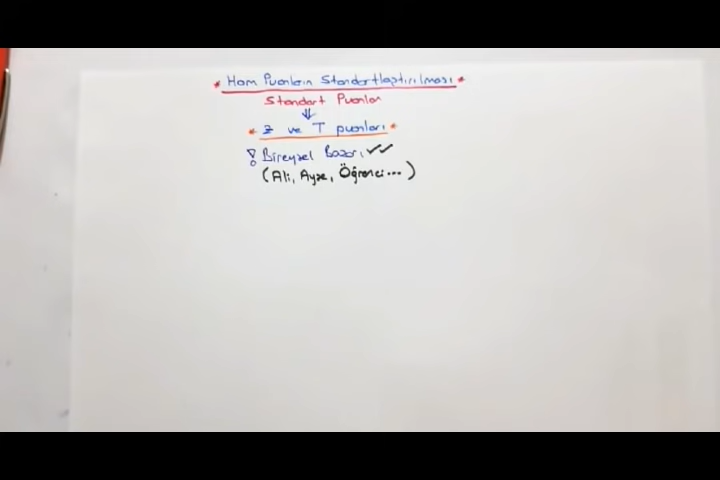 * Ham Puanların Standartlaştırılması *
Standart Puanlar
⇓
* Z ve T puanları *
! Bireysel Başarı ✓✓
(Ali, Ayşe, Öğrenci...)